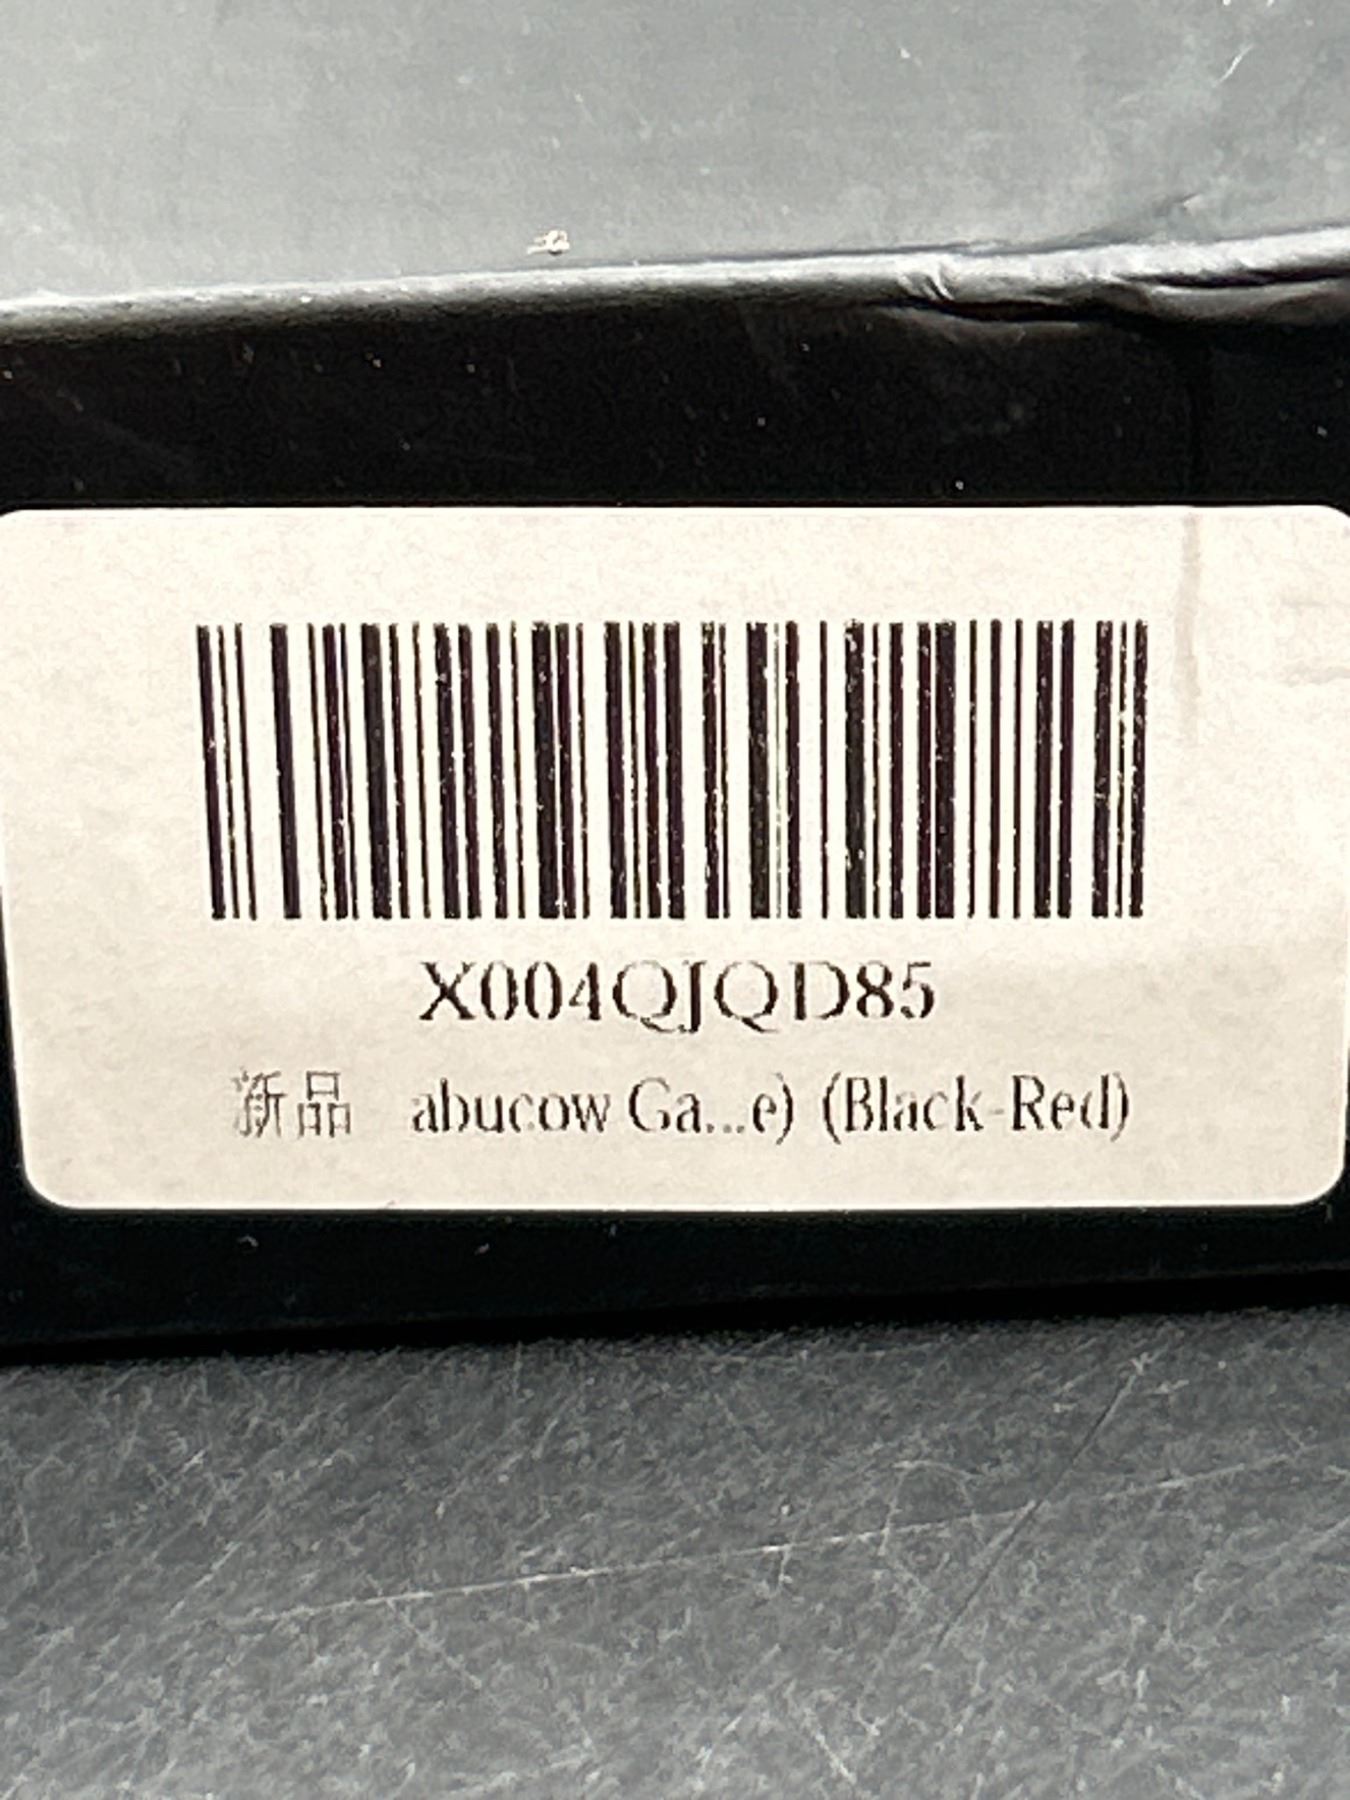 X004QJQD85
新品 abucow Ga...e) (Black-Red)